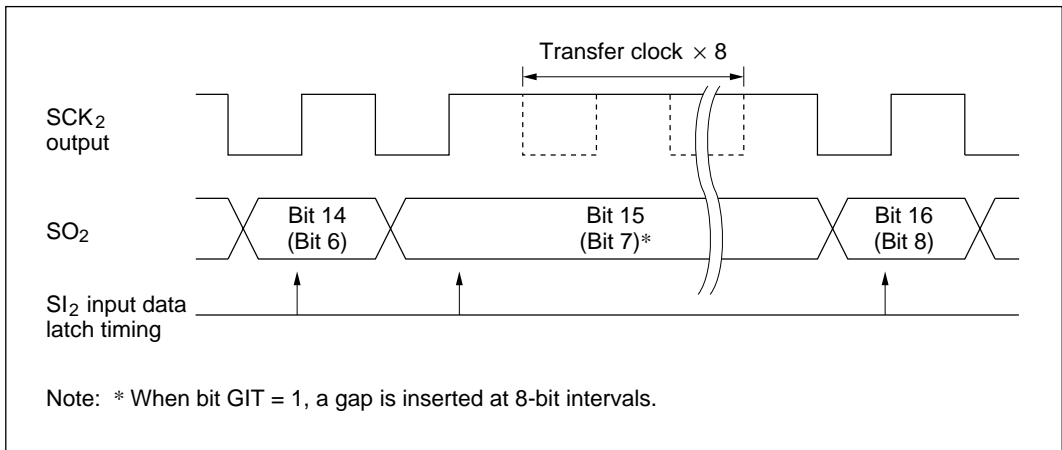 Transfer clock × 8
SCK2
output
SO2
Bit 14
(Bit 6)
Bit 15
(Bit 7)*
Bit 16
(Bit 8)
SI2 input data
latch timing
Note: * When bit GIT = 1, a gap is inserted at 8-bit intervals.